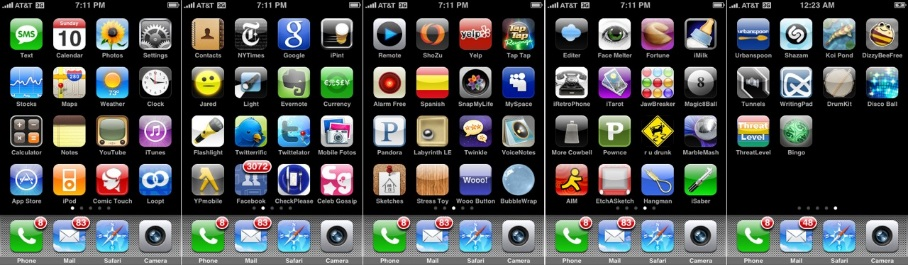 AT&T 3G 7:11 PM
SMS Sunday 10 73°
Text Calendar Photos Settings
Stocks Maps Weather Clock
Calculator Notes YouTube iTunes
App Store iPod Comic Touch Loopt
8 83
Phone Mail Safari Camera
AT&T 3G 7:11 PM
Contacts NYTimes Google iPint
Jared Light Evernote Currency
Flashlight Twitterrific Twittelator Mobile Fotos
3072
YPmobile Facebook CheckPlease Celeb Gossip
8 83
Phone Mail Safari Camera
AT&T 3G 7:11 PM
yelp Tap Tap Revenge
Remote ShoZu Yelp Tap Tap
Alarm Free Spanish SnapMyLife MySpace
P
Pandora Labyrinth LE Twinkle VoiceNotes
Wooo!
Sketches Stress Toy Wooo Button BubbleWrap
8 83
Phone Mail Safari Camera
AT&T 3G 7:11 PM
Exiler Face Melter Fortune iMilk
8
iRetroPhone iTarot JawBreaker Magic8Ball
P
More Cowbell Pownce r u drunk MarbleMash
AIM EtchASketch Hangman iSaber
8 83
Phone Mail Safari Camera
AT&T 3G 12:23 AM
urbanspoon
Urbanspoon Shazam Koi Pond DizzyBeeFree
Tunnels WritingPad DrumKit Disco Ball
Threat Level
ThreatLevel Bingo
8 48
Phone Mail Safari Camera